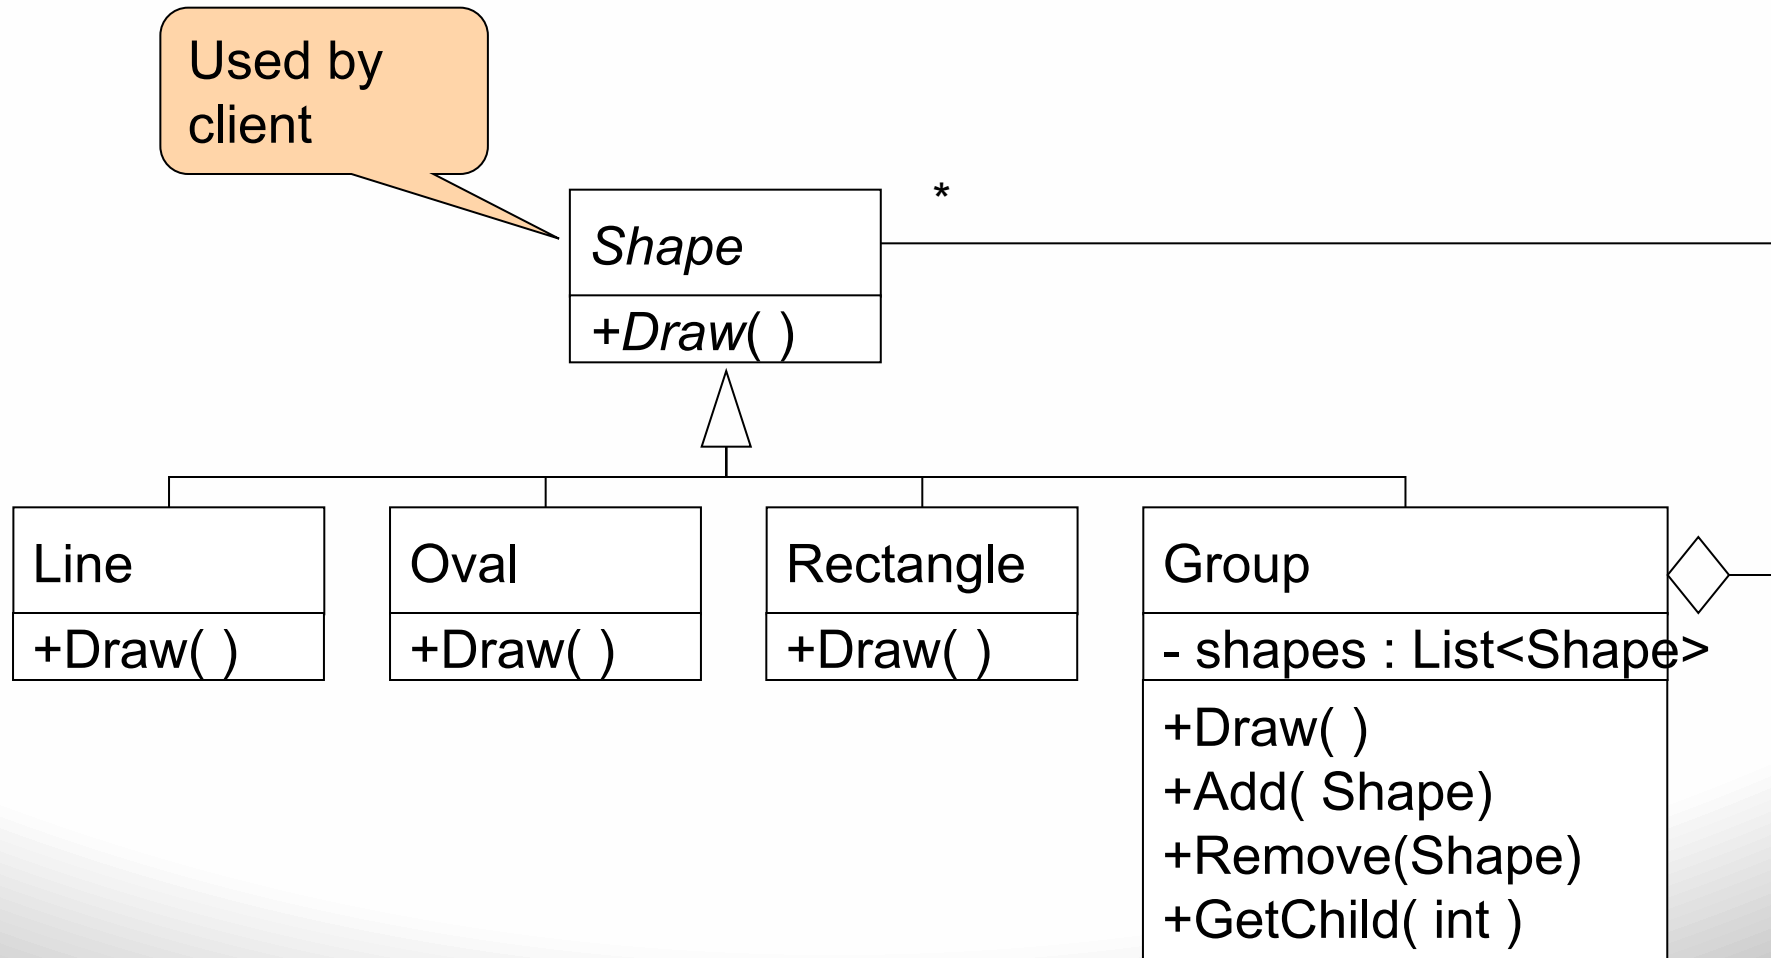 Used by
client
*
Shape
+Draw( )
Line
+Draw( )
Oval
+Draw( )
Rectangle
+Draw( )
Group
- shapes : List<Shape>
+Draw( )
+Add( Shape)
+Remove(Shape)
+GetChild( int )